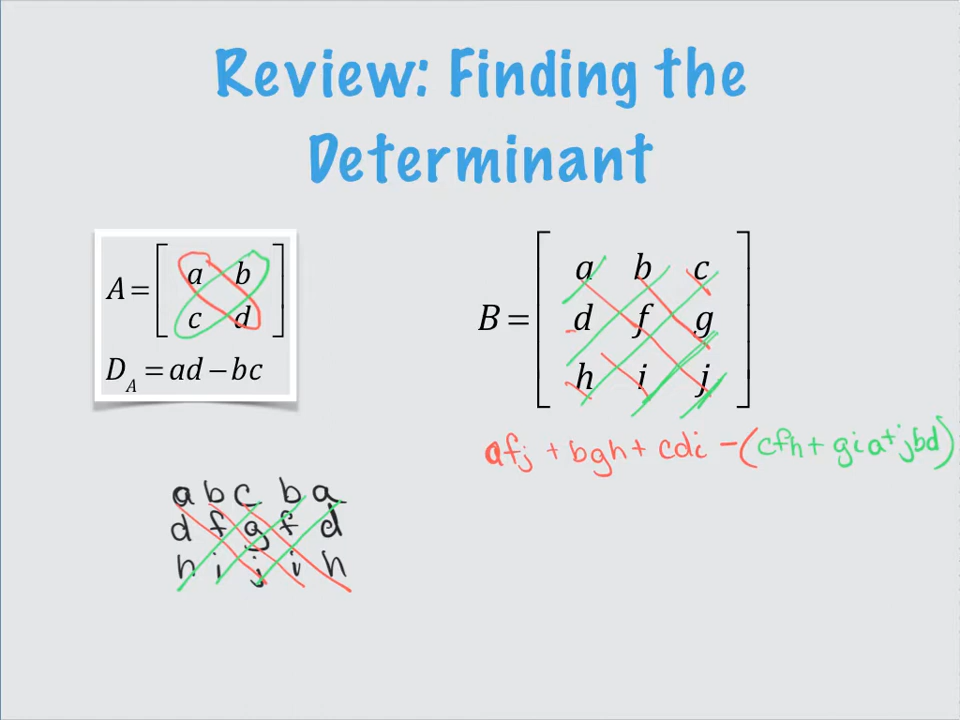 Review: Finding the
Determinant
A = [ a b
c d ]
D_A = ad − bc
B = [ a b c
d f g
h i j ]
afj + bgh + cdi − (cfh + gia + jbd)
a b c b a
d f g f d
h i j i h